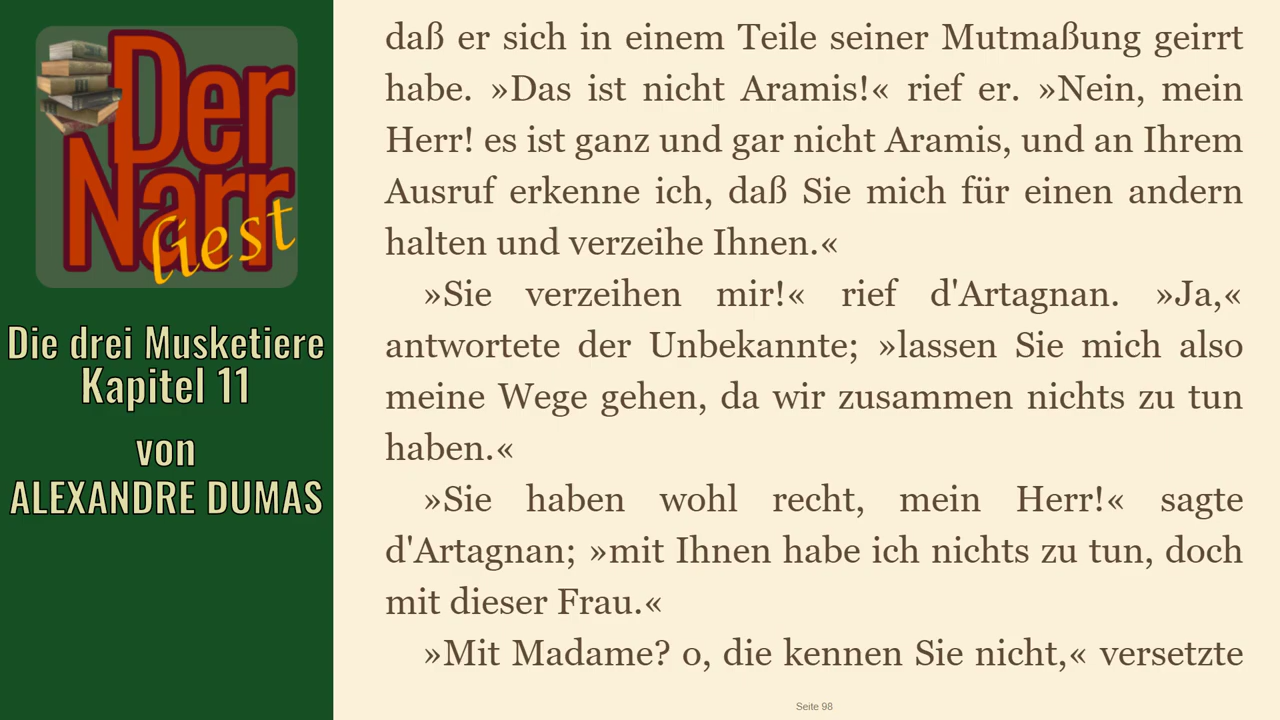 Der
Narr
liest
Die drei Musketiere
Kapitel 11
von
ALEXANDRE DUMAS
daß er sich in einem Teile seiner Mutmaßung geirrt
habe. »Das ist nicht Aramis!« rief er. »Nein, mein
Herr! es ist ganz und gar nicht Aramis, und an Ihrem
Ausruf erkenne ich, daß Sie mich für einen andern
halten und verzeihe Ihnen.«
»Sie verzeihen mir!« rief d'Artagnan. »Ja,«
antwortete der Unbekannte; »lassen Sie mich also
meine Wege gehen, da wir zusammen nichts zu tun
haben.«
»Sie haben wohl recht, mein Herr!« sagte
d'Artagnan; »mit Ihnen habe ich nichts zu tun, doch
mit dieser Frau.«
»Mit Madame? o, die kennen Sie nicht,« versetzte
Seite 98